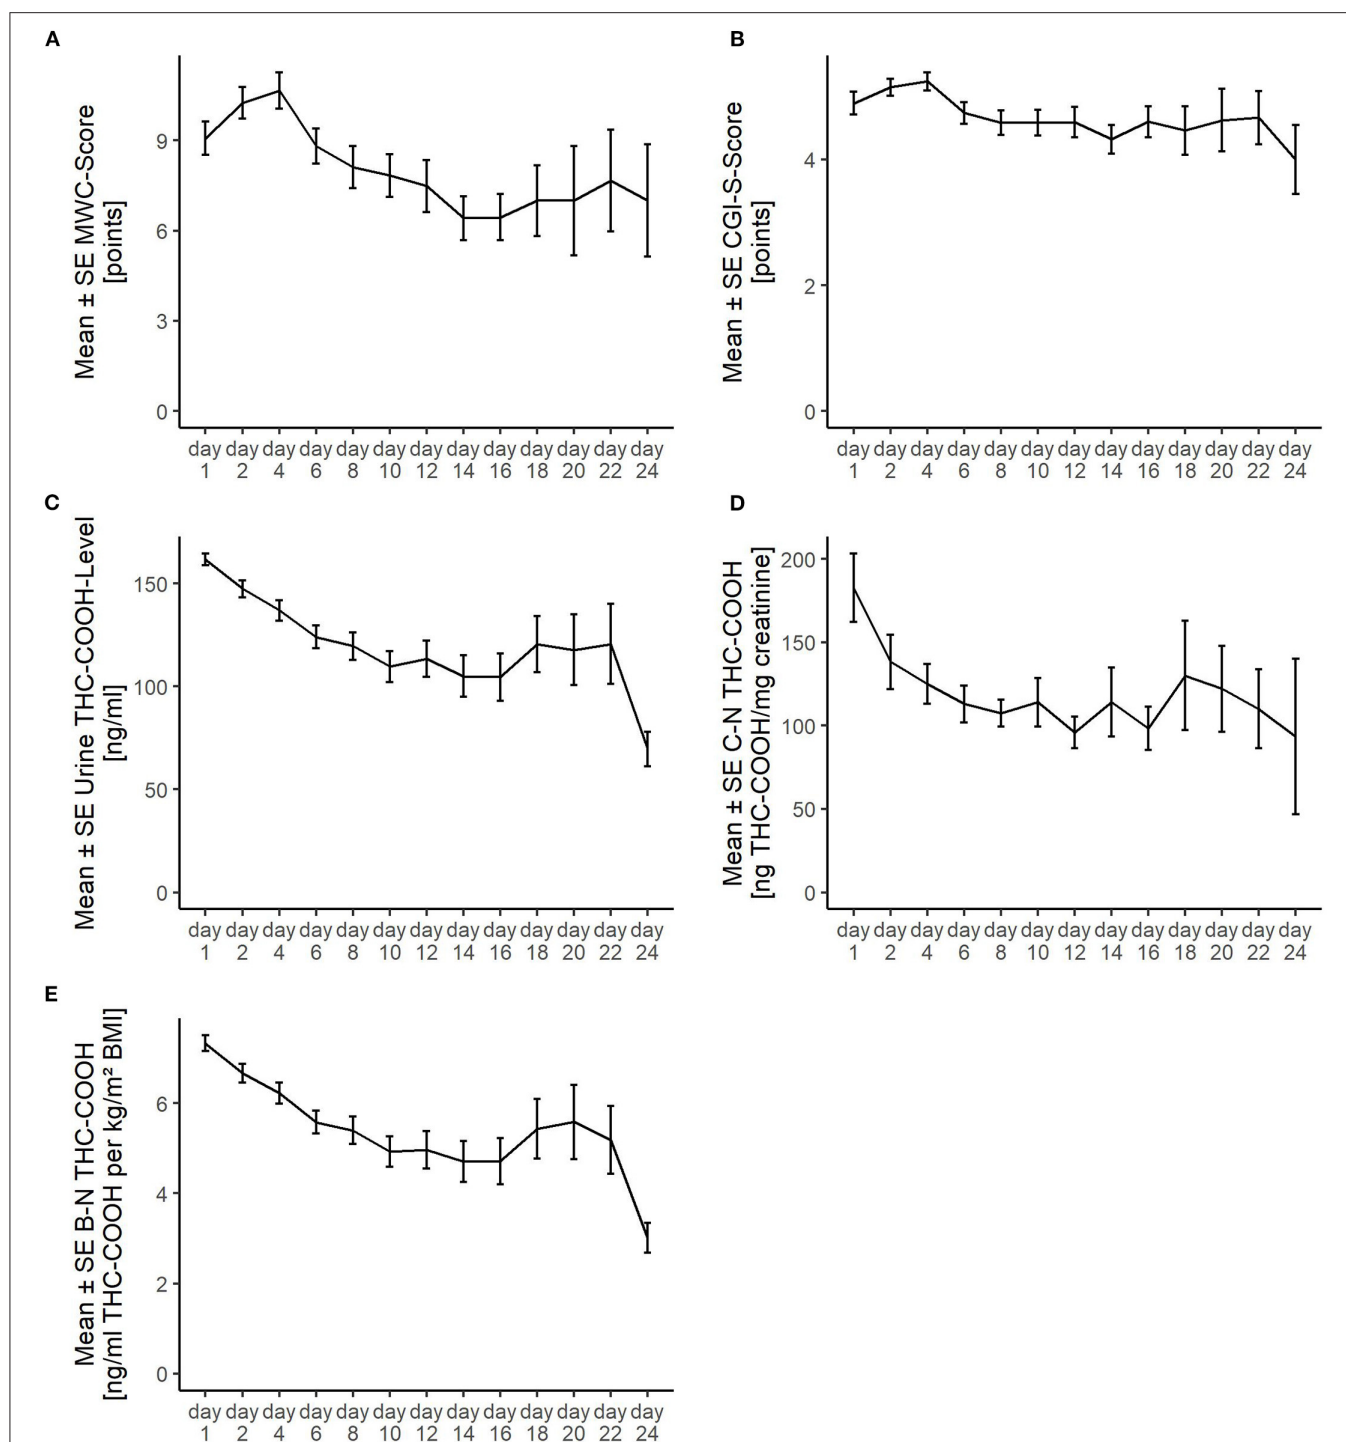 A
Mean ± SE MWC-Score
[points]
9
6
3
0
day day day day day day day day day day day day day
1 2 4 6 8 10 12 14 16 18 20 22 24
B
Mean ± SE CGI-S-Score
[points]
4
2
0
day day day day day day day day day day day day day
1 2 4 6 8 10 12 14 16 18 20 22 24
C
Mean ± SE Urine THC-COOH-Level
[ng/ml]
150
100
50
0
day day day day day day day day day day day day day
1 2 4 6 8 10 12 14 16 18 20 22 24
D
Mean ± SE C-N THC-COOH
[ng THC-COOH/mg creatinine]
200
150
100
50
0
day day day day day day day day day day day day day
1 2 4 6 8 10 12 14 16 18 20 22 24
E
Mean ± SE B-N THC-COOH
[ng/ml THC-COOH per kg/m² BMI]
6
4
2
0
day day day day day day day day day day day day day
1 2 4 6 8 10 12 14 16 18 20 22 24